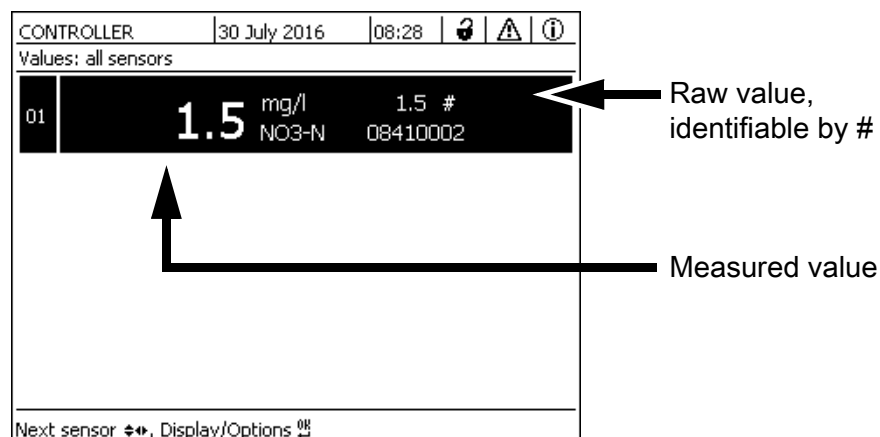 CONTROLLER 30 July 2016 08:28
Values: all sensors
01 1.5 mg/l 1.5 #
NO3-N 08410002
Raw value,
identifiable by #
Measured value
Next sensor, Display/Options OK